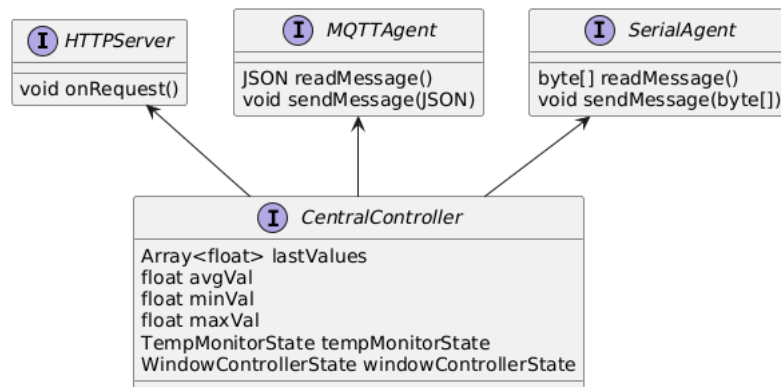 I HTTPServer
void onRequest()
I MQTTAgent
JSON readMessage()
void sendMessage(JSON)
I SerialAgent
byte[] readMessage()
void sendMessage(byte[])
I CentralController
Array<float> lastValues
float avgVal
float minVal
float maxVal
TempMonitorState tempMonitorState
WindowControllerState windowControllerState